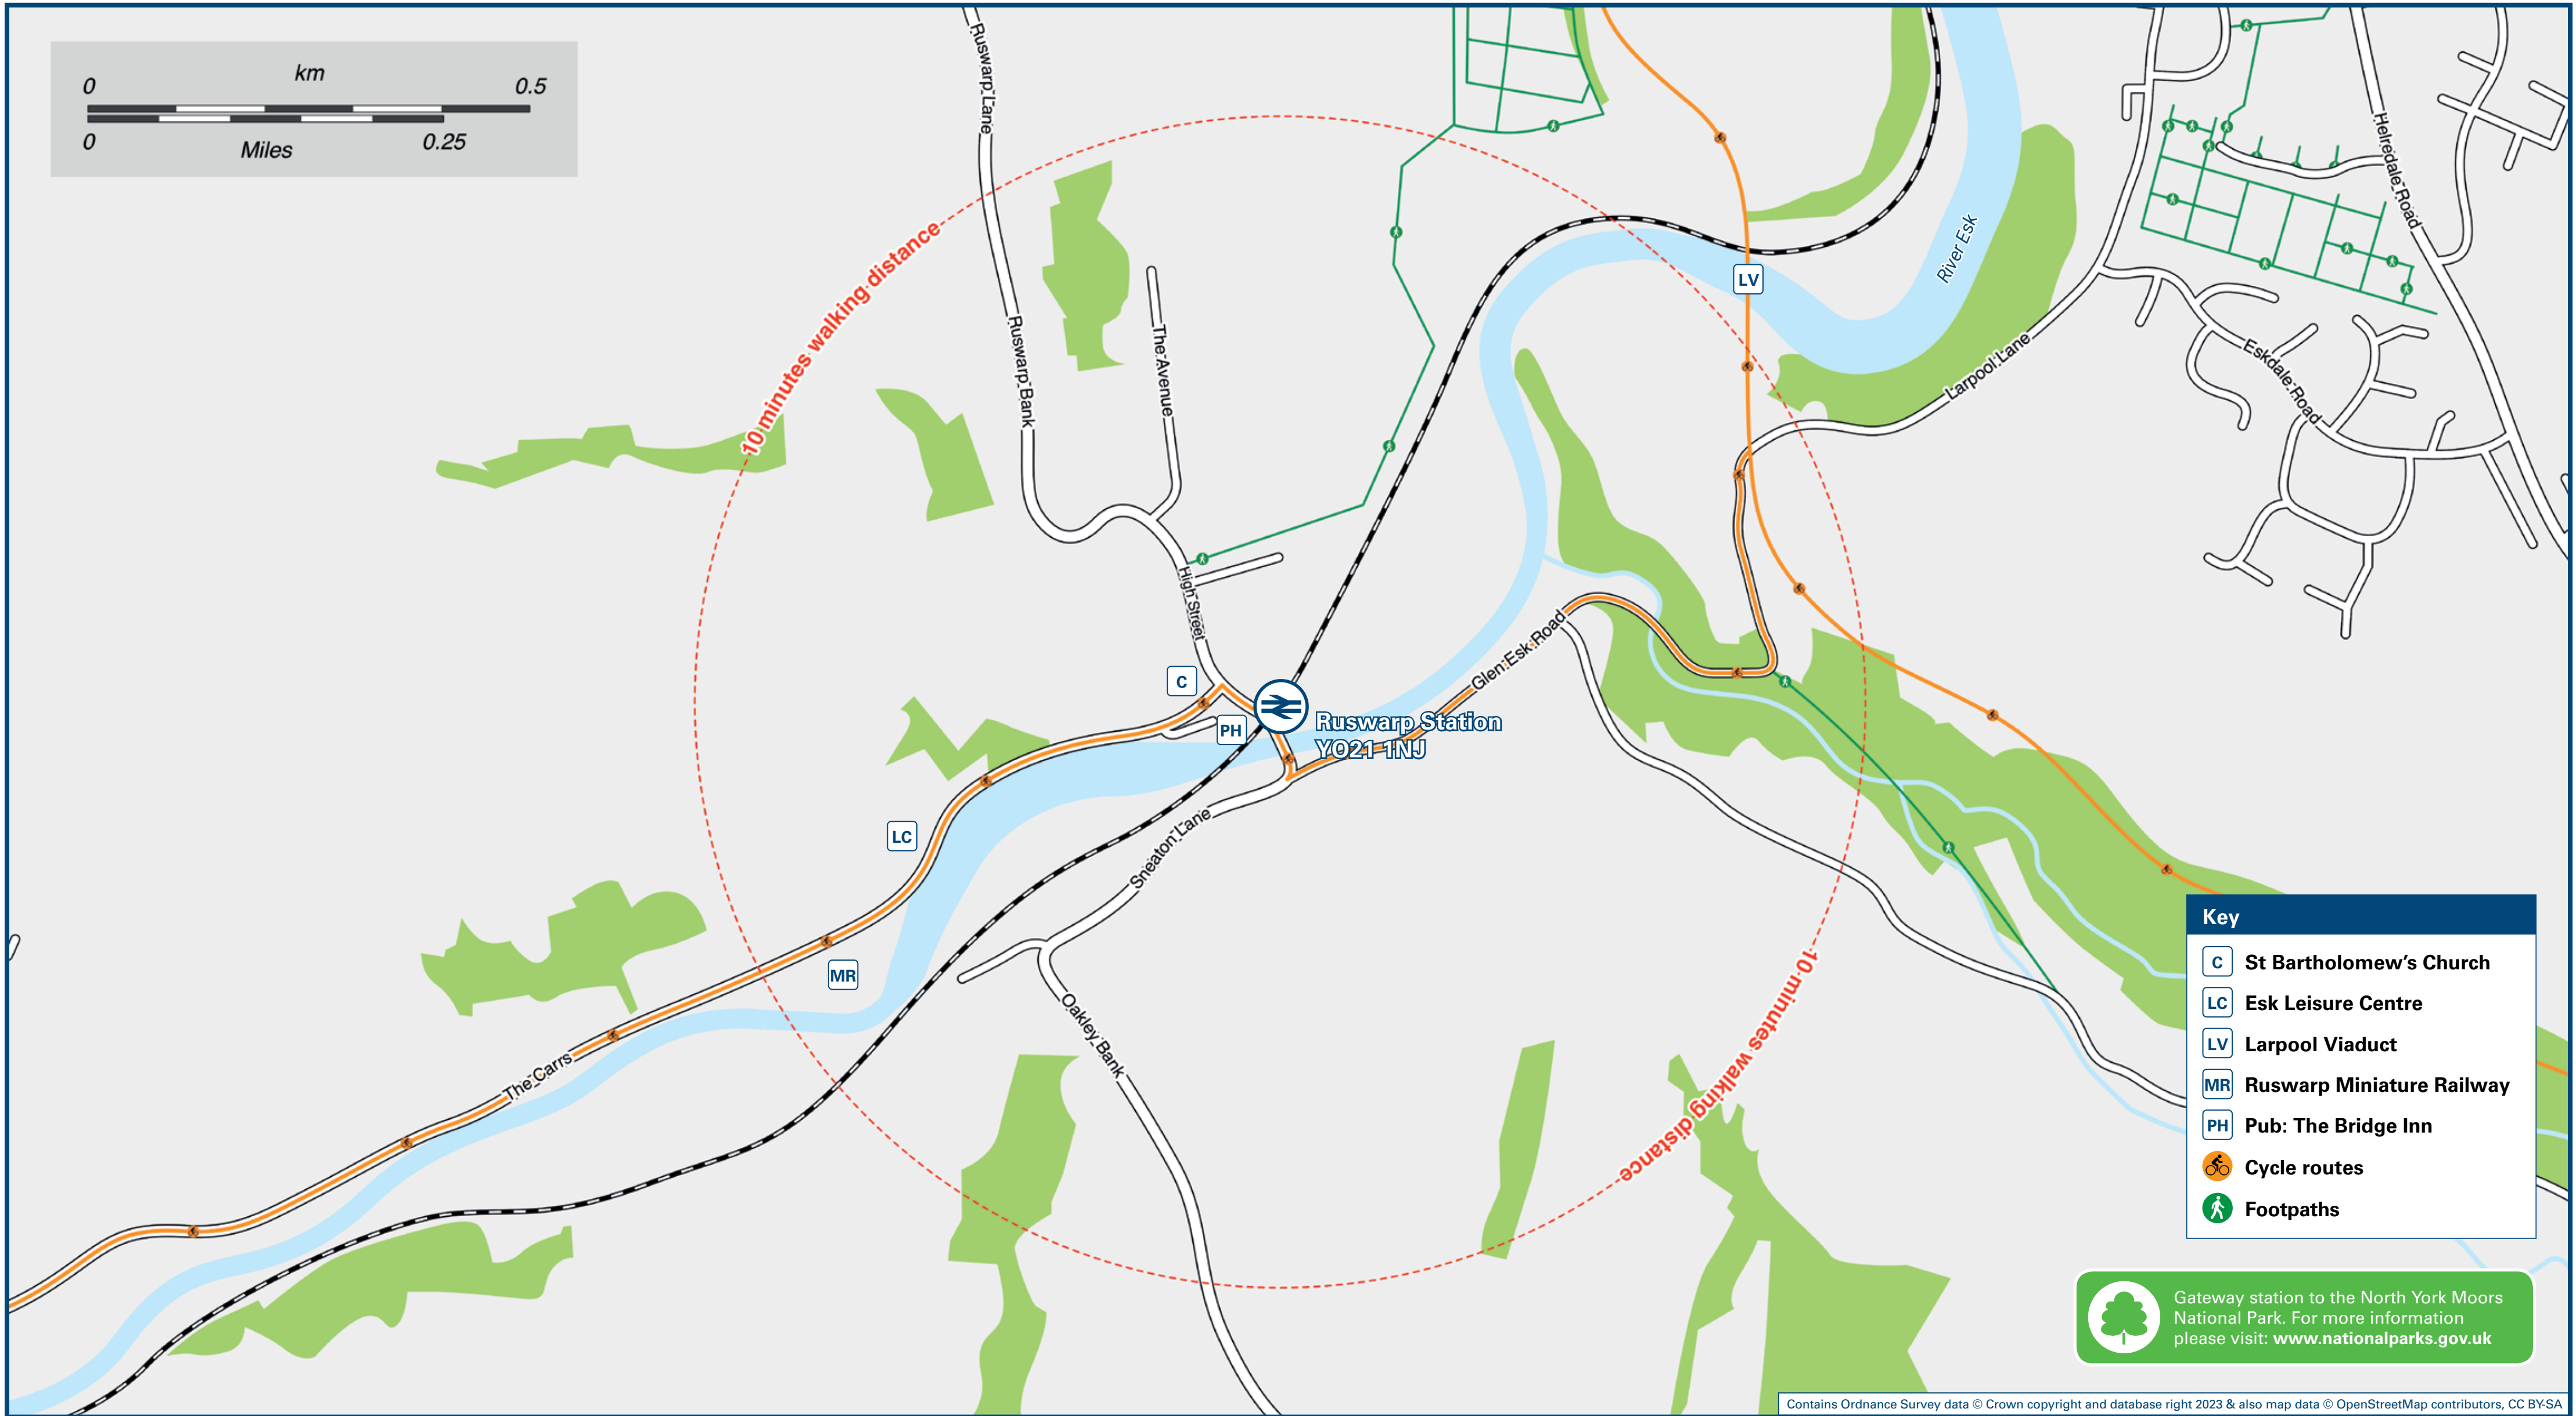 km
0 0.5
0 0.25
Miles
Ruswarp Lane
Helredale Road
River Esk
10 minutes walking distance
LV
Ruswarp Bank
The Avenue
Larpool Lane
Eskdale Road
High Street
Glen Esk Road
C
PH
Ruswarp Station
YO21 1NJ
LC
Sneaton Lane
MR
Oakley Bank
The Carrs
10 minutes walking distance
Key
C St Bartholomew’s Church
LC Esk Leisure Centre
LV Larpool Viaduct
MR Ruswarp Miniature Railway
PH Pub: The Bridge Inn
Cycle routes
Footpaths
Gateway station to the North York Moors
National Park. For more information
please visit: www.nationalparks.gov.uk
Contains Ordnance Survey data © Crown copyright and database right 2023 & also map data © OpenStreetMap contributors, CC BY-SA